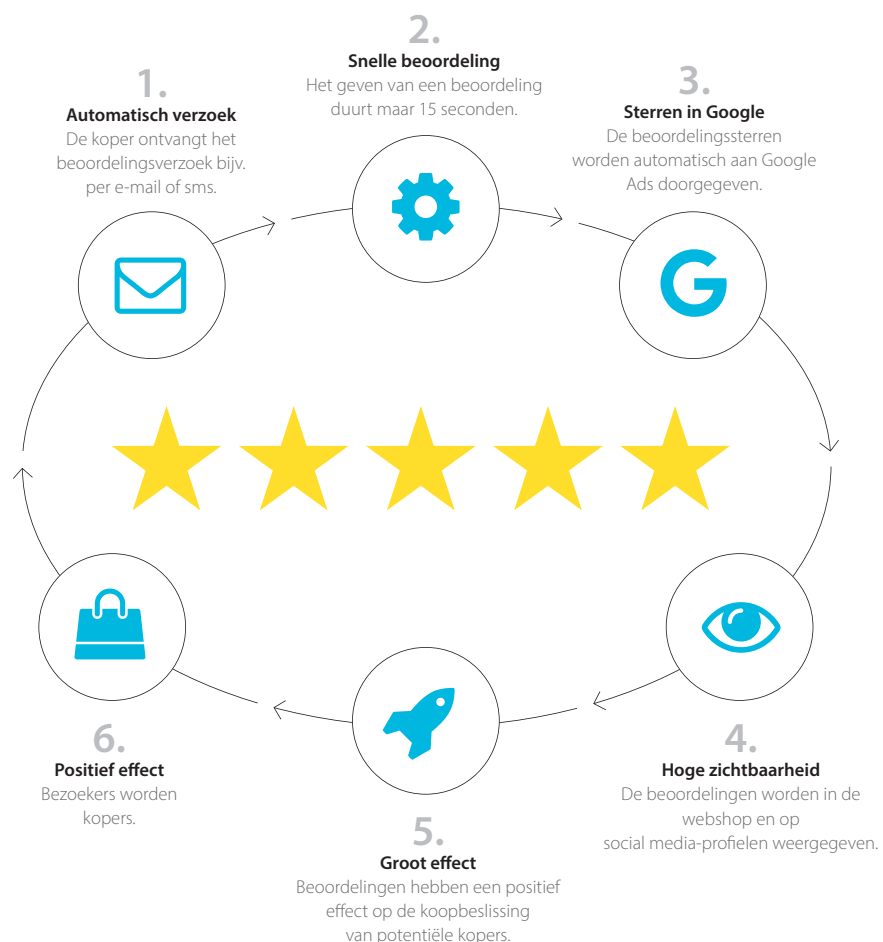 1.
Automatisch verzoek
De koper ontvangt het
beoordelingsverzoek bijv.
per e-mail of sms.
2.
Snelle beoordeling
Het geven van een beoordeling
duurt maar 15 seconden.
3.
Sterren in Google
De beoordelingssterren
worden automatisch aan Google
Ads doorgegeven.
4.
Hoge zichtbaarheid
De beoordelingen worden in de
webshop en op
social media-profielen weergegeven.
5.
Groot effect
Beoordelingen hebben een positief
effect op de koopbeslissing
van potentiële kopers.
6.
Positief effect
Bezoekers worden
kopers.